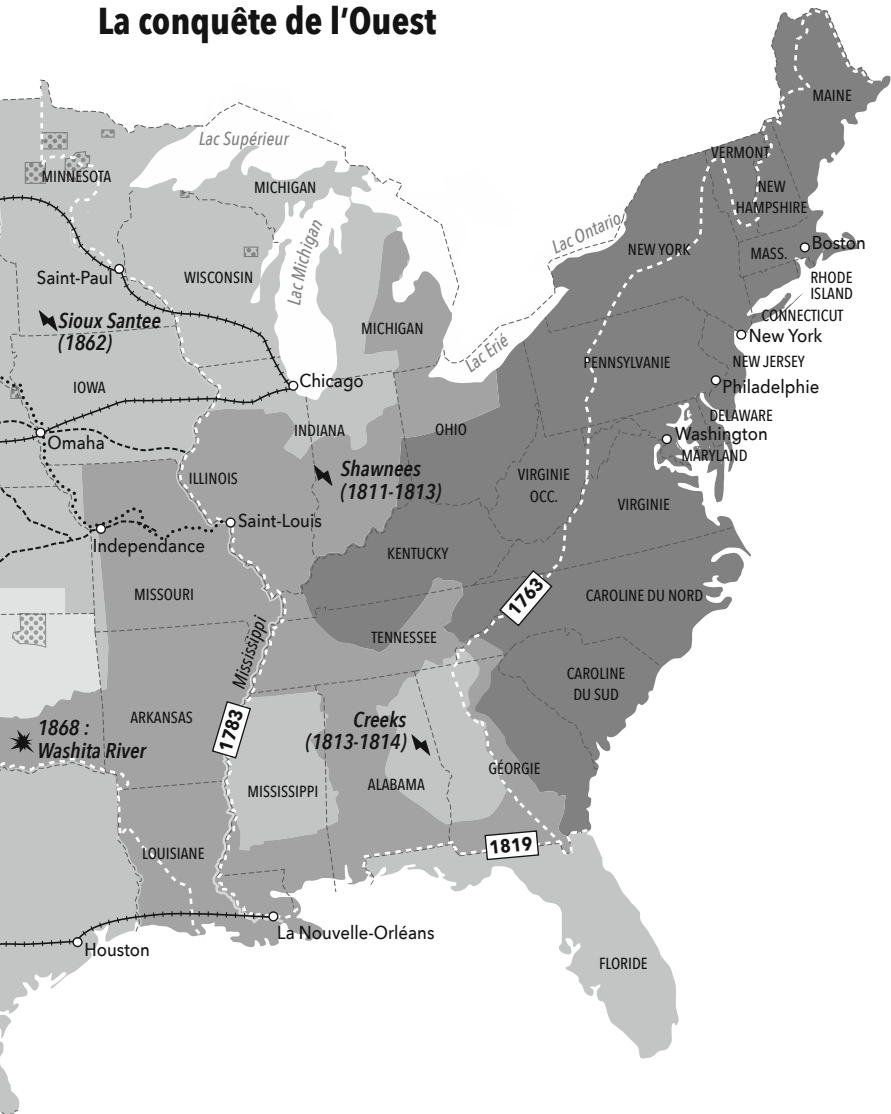 La conquête de l'Ouest
MAINE
Lac Supérieur
VERMONT
MINNESOTA
MICHIGAN
NEW
HAMPSHIRE
Lac Ontario
Lac Michigan
NEW YORK
MASS.
Boston
Saint-Paul
WISCONSIN
RHODE
ISLAND
CONNECTICUT
Sioux Santee
(1862)
MICHIGAN
New York
Lac Erié
PENNSYLVANIE
NEW JERSEY
IOWA
Chicago
Philadelphie
DELAWARE
Omaha
INDIANA
OHIO
Washington
MARYLAND
ILLINOIS
Shawnees
(1811-1813)
VIRGINIE
OCC.
VIRGINIE
Saint-Louis
Independance
KENTUCKY
MISSOURI
1763
CAROLINE DU NORD
Mississippi
TENNESSEE
CAROLINE
DU SUD
ARKANSAS
1783
Creeks
(1813-1814)
1868 :
Washita River
GÉORGIE
MISSISSIPPI
ALABAMA
LOUISIANE
1819
La Nouvelle-Orléans
Houston
FLORIDE